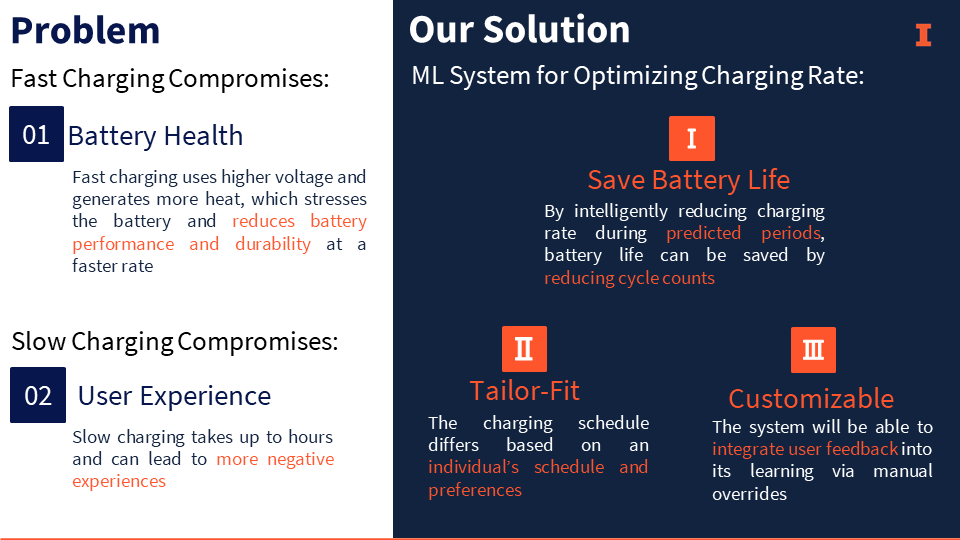 Problem
Fast Charging Compromises:
01
Battery Health
Fast charging uses higher voltage and
generates more heat, which stresses
the battery and reduces battery
performance and durability at a
faster rate
Slow Charging Compromises:
02
User Experience
Slow charging takes up to hours
and can lead to more negative
experiences
Our Solution
I
ML System for Optimizing Charging Rate:
I
Save Battery Life
By intelligently reducing charging
rate during predicted periods,
battery life can be saved by
reducing cycle counts
II
Tailor-Fit
The charging schedule
differs based on an
individual's schedule and
preferences
III
Customizable
The system will be able to
integrate user feedback into
its learning via manual
overrides